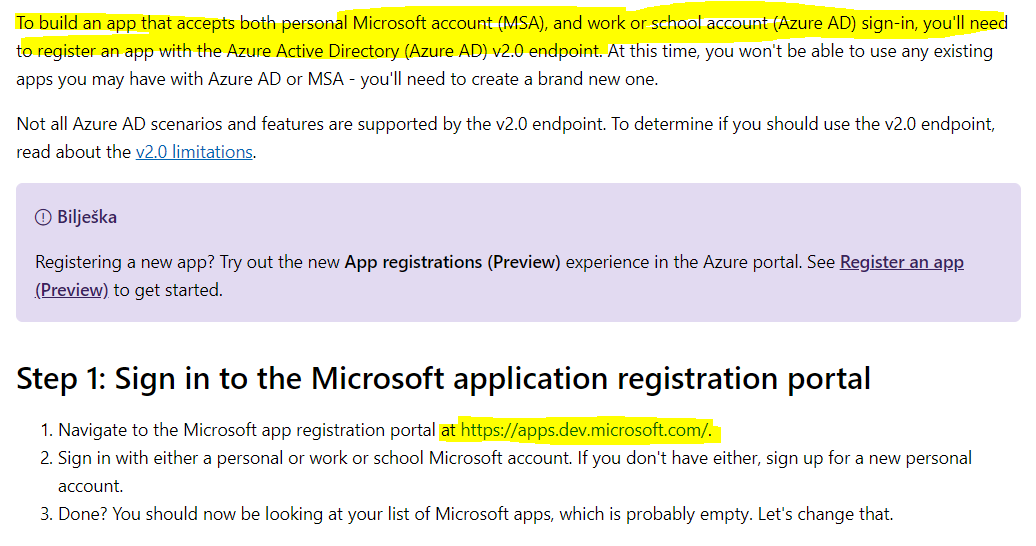 To build an app that accepts both personal Microsoft account (MSA), and work or school account (Azure AD) sign-in, you'll need
to register an app with the Azure Active Directory (Azure AD) v2.0 endpoint. At this time, you won't be able to use any existing
apps you may have with Azure AD or MSA - you'll need to create a brand new one.
Not all Azure AD scenarios and features are supported by the v2.0 endpoint. To determine if you should use the v2.0 endpoint,
read about the v2.0 limitations.
Bilješka
Registering a new app? Try out the new App registrations (Preview) experience in the Azure portal. See Register an app
(Preview) to get started.
Step 1: Sign in to the Microsoft application registration portal
1. Navigate to the Microsoft app registration portal at https://apps.dev.microsoft.com/.
2. Sign in with either a personal or work or school Microsoft account. If you don't have either, sign up for a new personal
account.
3. Done? You should now be looking at your list of Microsoft apps, which is probably empty. Let's change that.